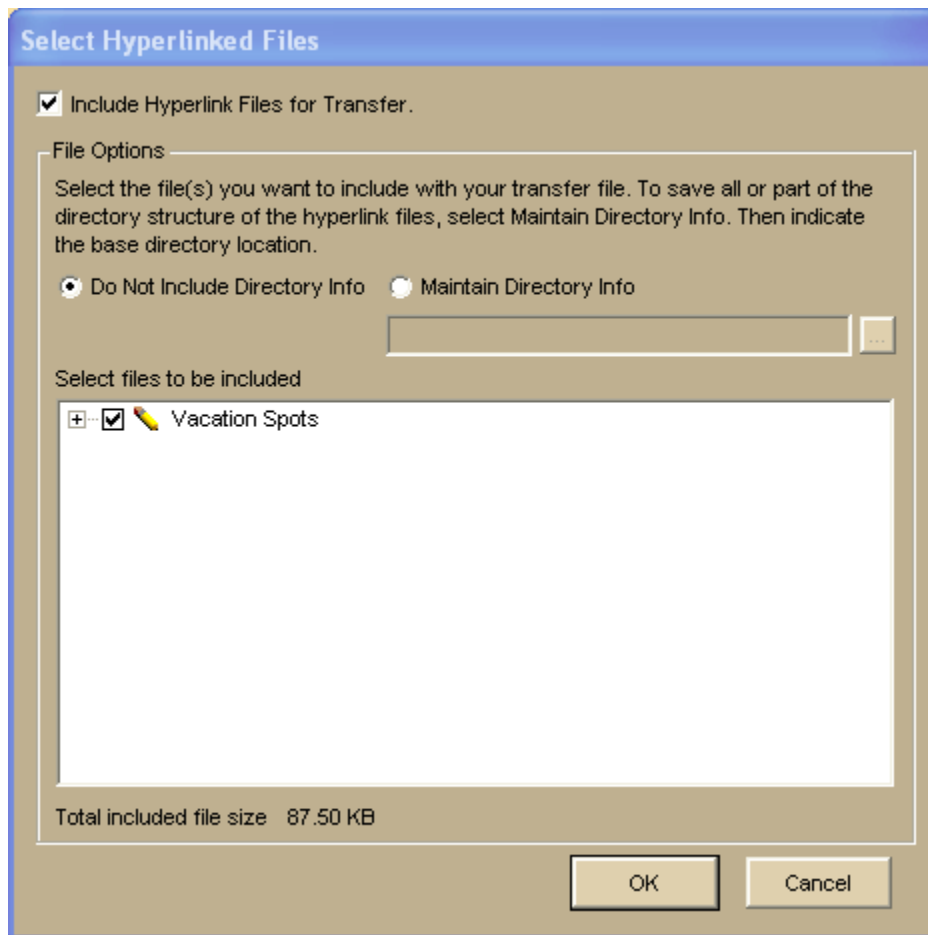 Select Hyperlinked Files
Include Hyperlink Files for Transfer.
File Options
Select the file(s) you want to include with your transfer file. To save all or part of the
directory structure of the hyperlink files, select Maintain Directory Info. Then indicate
the base directory location.
Do Not Include Directory Info Maintain Directory Info
...
Select files to be included
Vacation Spots
Total included file size 87.50 KB
OK Cancel